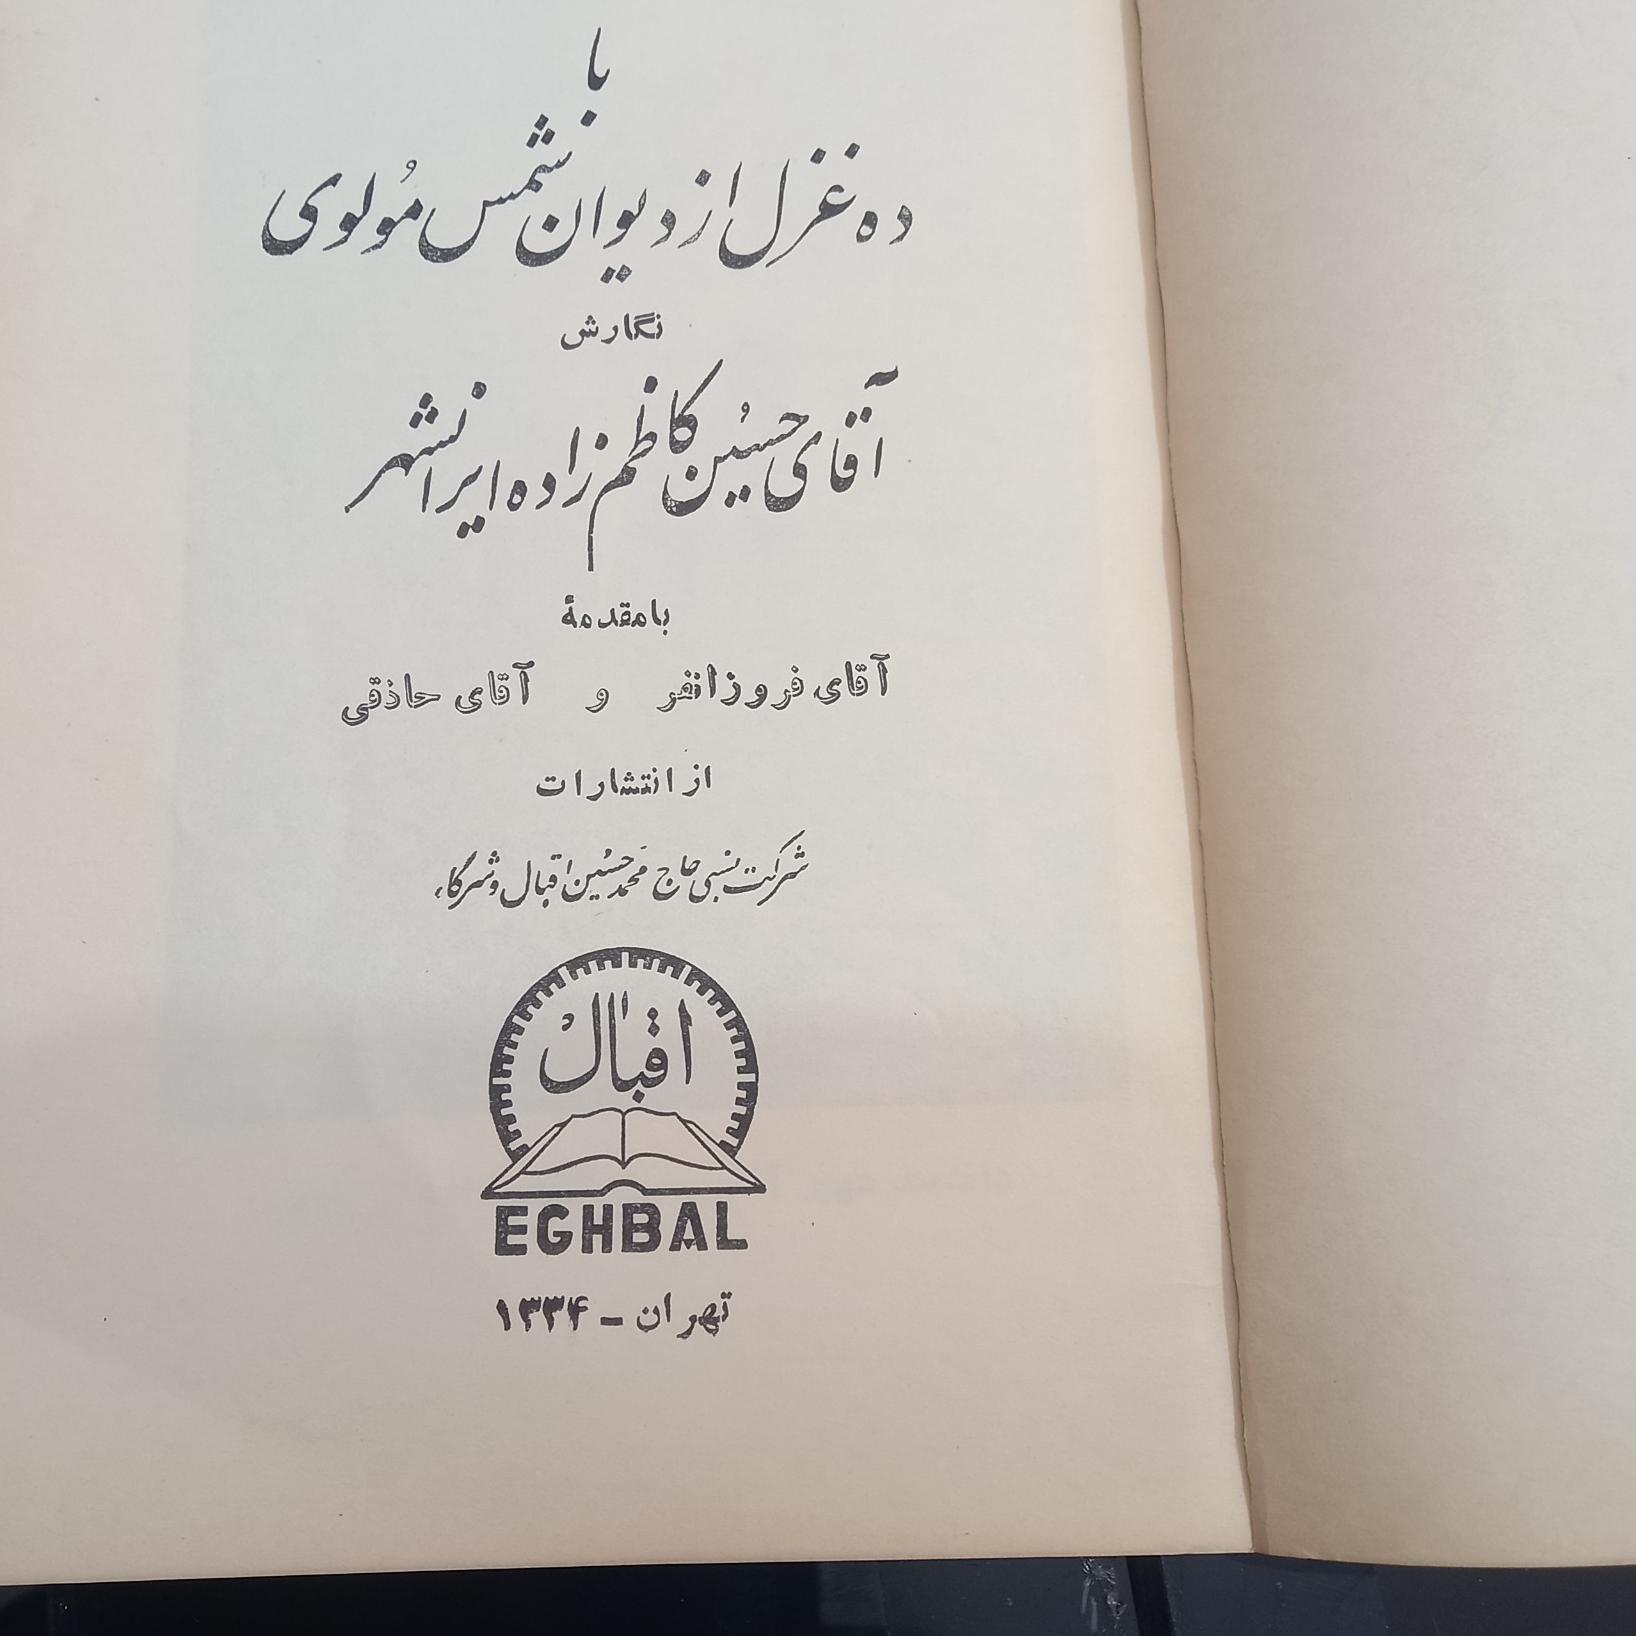 با
ده غزل از دیوان شمس مولوی
نگارش
آقای حسین کاظم زاده ایرانشهر
با مقدمهٔ
آقای فروزانفر و آقای حاذقی
از انتشارات
شرکت نسبی حاج محمد حسین اقبال و شرکاء
اقبال
EGHBAL
تهران - ۱۳۳۴